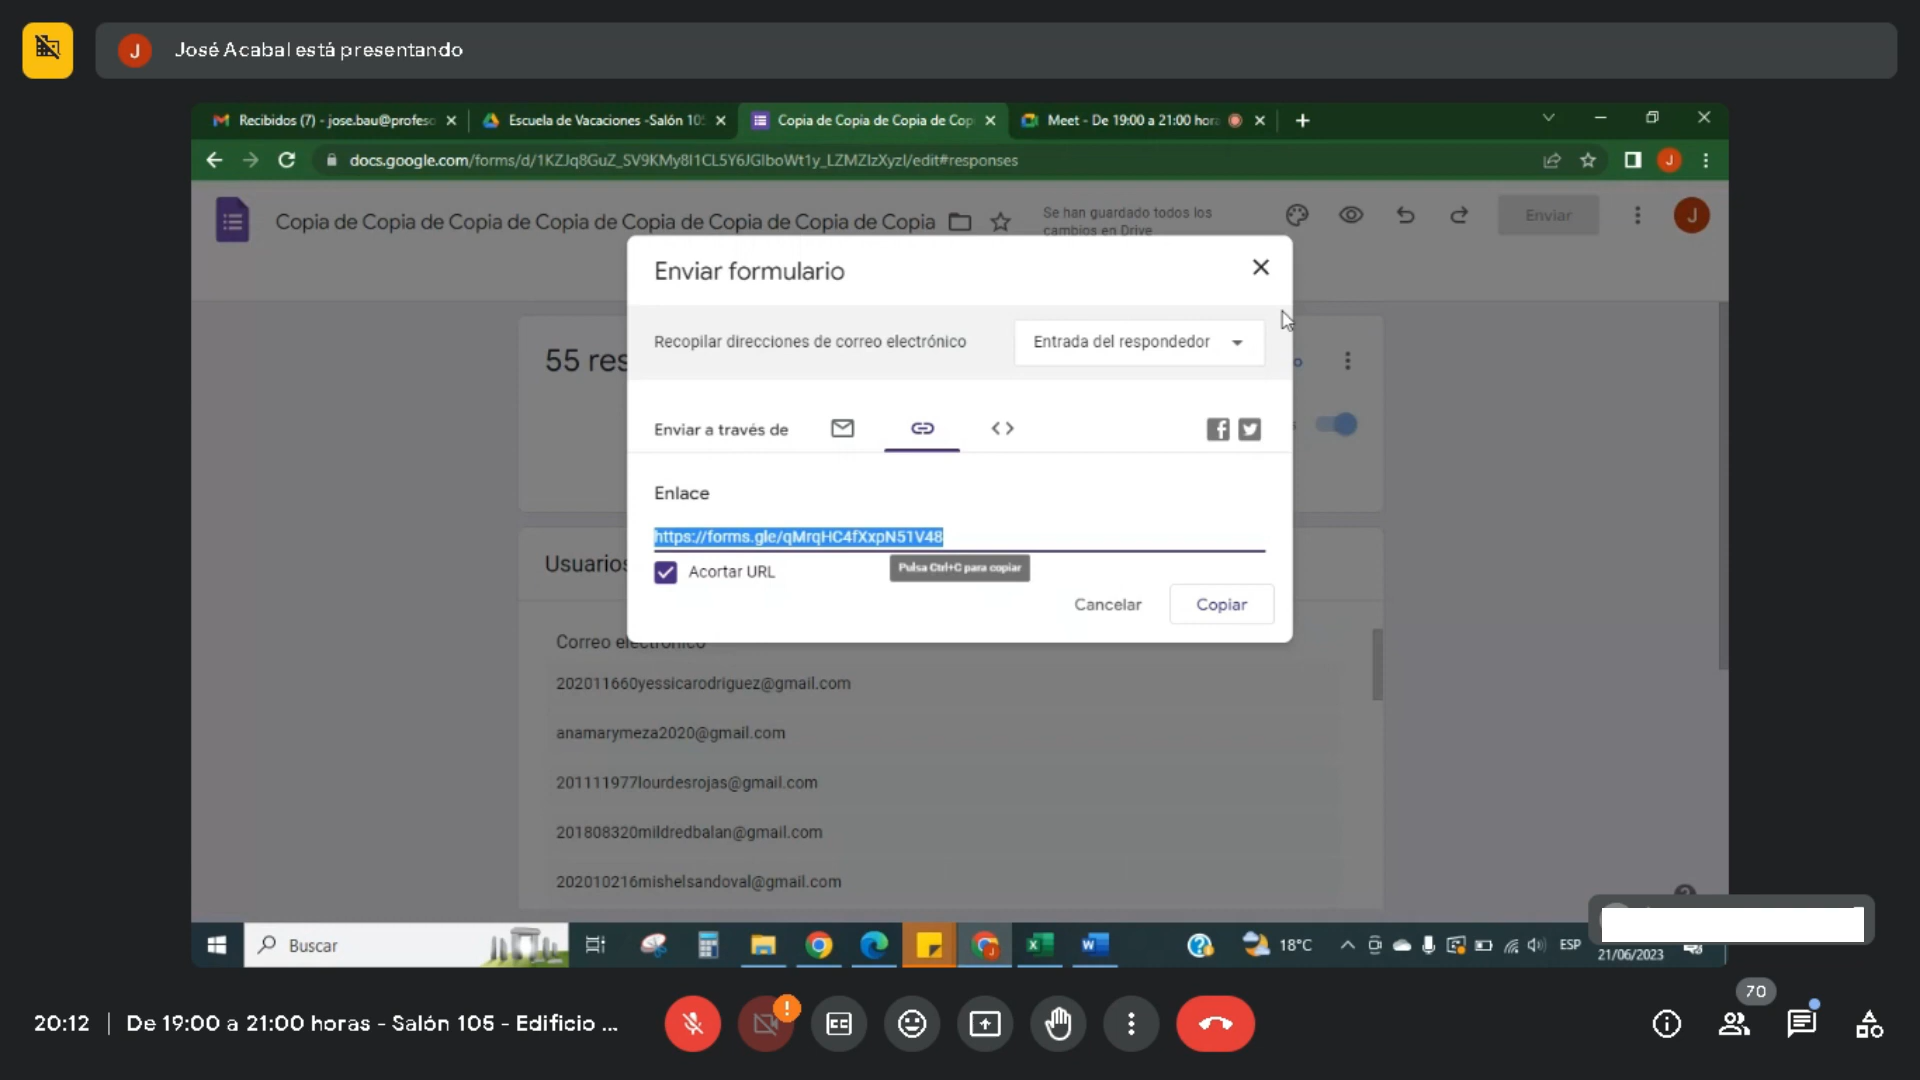 José Acabal está presentando
Recibidos (7) - jose.bau@profeso
Escuela de Vacaciones -Salón 105
Copia de Copia de Copia de Cop
Meet - De 19:00 a 21:00 hora
docs.google.com/forms/d/1KZJq8GuZ_SV9KMy8I1CL5Y6JGlboWt1y_LZMZIzXyzI/edit#responses
Copia de Copia de Copia de Copia de Copia de Copia de Copia de Copia
Se han guardado todos los
cambios en Drive
Enviar
J
Enviar formulario
Recopilar direcciones de correo electrónico
Entrada del respondedor
55 res
Enviar a través de
Enlace
https://forms.gle/qMrqHC4fXxpN51V48
Pulsa Ctrl+C para copiar
Usuarios
Acortar URL
Cancelar
Copiar
Correo electrónico
202011660yessicarodriguez@gmail.com
anamarymeza2020@gmail.com
201111977lourdesrojas@gmail.com
201808320mildredbalan@gmail.com
202010216mishelsandoval@gmail.com
Buscar
18°C
ESP
21/06/2023
70
20:12 | De 19:00 a 21:00 horas - Salón 105 - Edificio ...